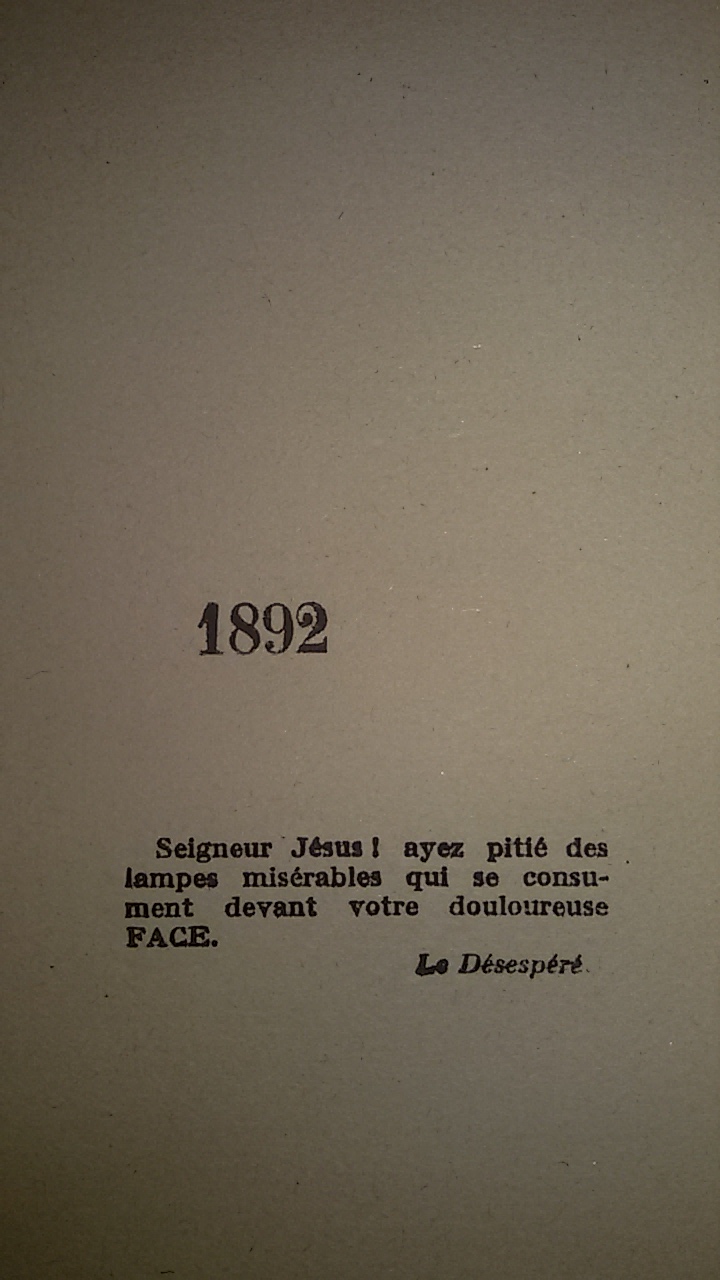 1892
Seigneur Jésus ! ayez pitié des
lampes misérables qui se consu-
ment devant votre douloureuse
FACE.
Le Désespéré.